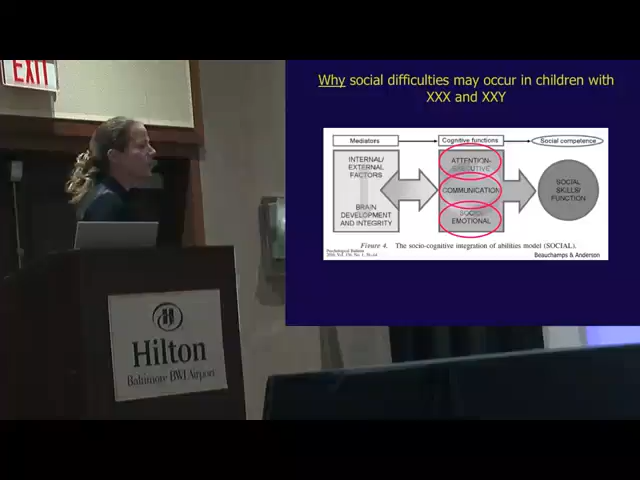 EXIT
Why social difficulties may occur in children with
XXX and XXY
Mediators
Cognitive functions
Social competence
INTERNAL/
EXTERNAL
FACTORS
BRAIN
DEVELOPMENT
AND INTEGRITY
ATTENTION-
EXECUTIVE
COMMUNICATION
SOCIO-
EMOTIONAL
SOCIAL
SKILLS/
FUNCTION
Figure 4. The socio-cognitive integration of abilities model (SOCIAL).
Psychological Bulletin
Beauchamps & Anderson
Hilton
Baltimore BWI Airport